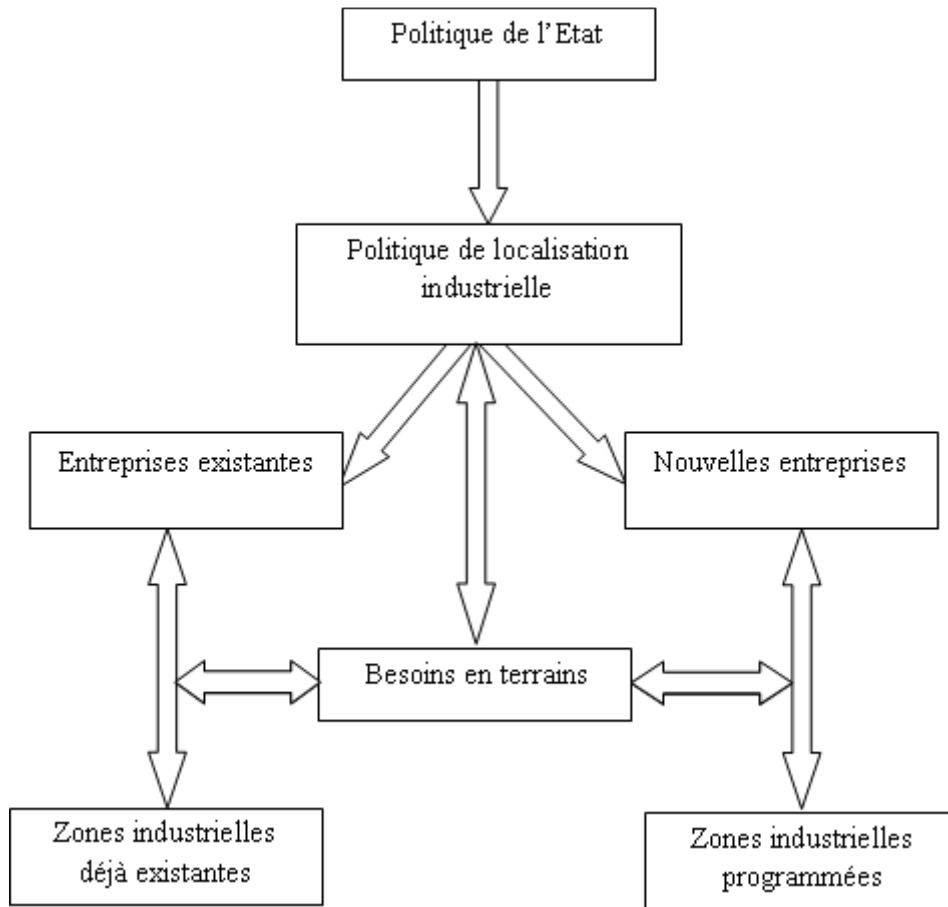 Politique de l'Etat
Politique de localisation
industrielle
Entreprises existantes
Nouvelles entreprises
Besoins en terrains
Zones industrielles
déjà existantes
Zones industrielles
programmées